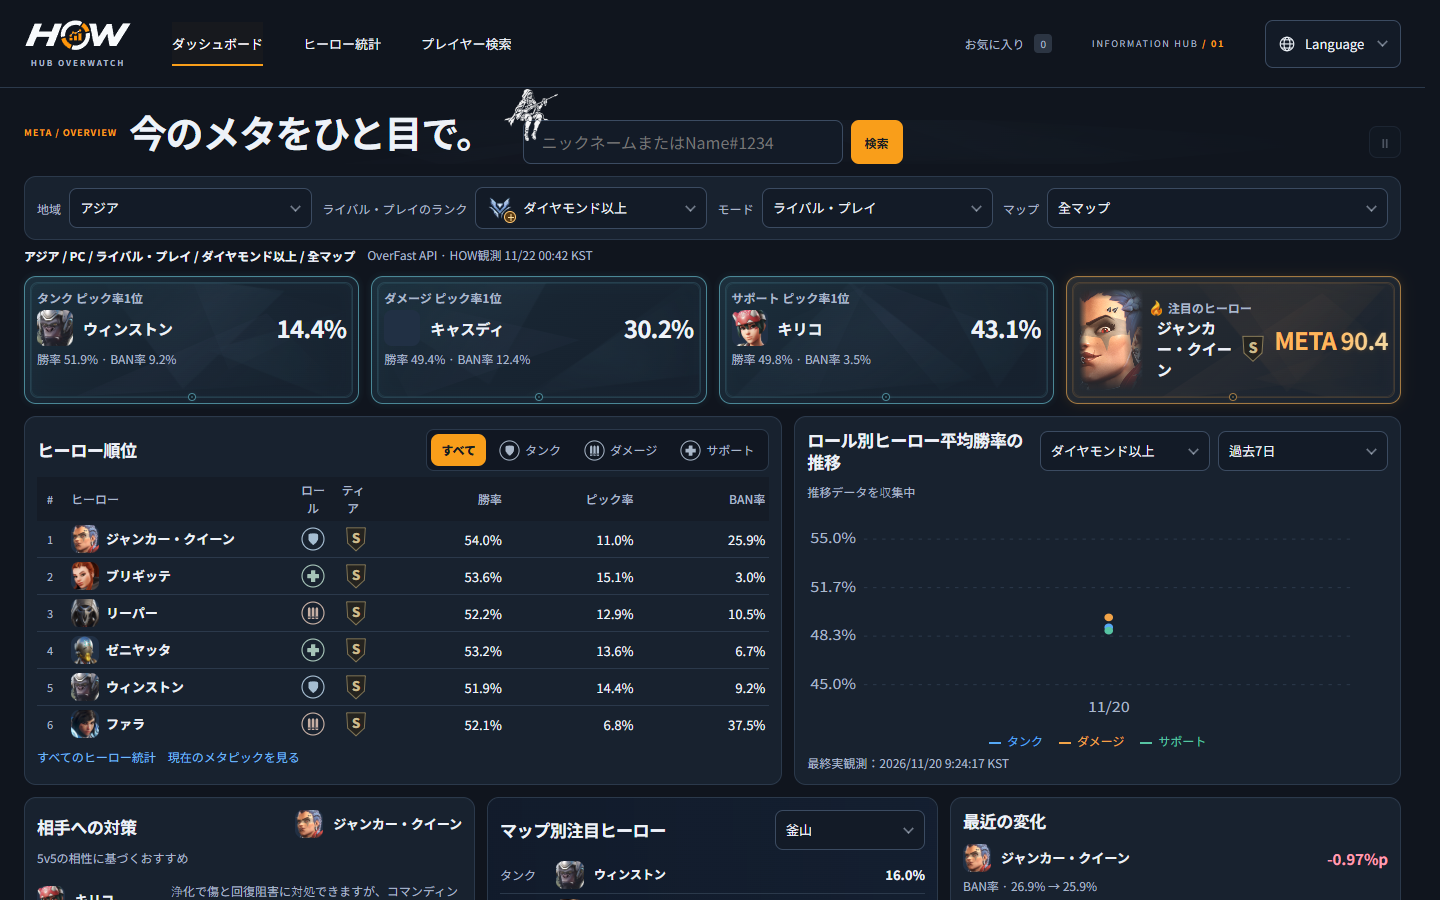 HOW
HUB OVERWATCH
ダッシュボード
ヒーロー統計
プレイヤー検索
お気に入り 0
INFORMATION HUB / 01
Language
META / OVERVIEW
今のメタをひと目で。
ニックネームまたはName#1234
検索
地域
アジア
ライバル・プレイのランク
ダイヤモンド以上
モード
ライバル・プレイ
マップ
全マップ
アジア / PC / ライバル・プレイ / ダイヤモンド以上 / 全マップ
OverFast API · HOW観測 11/22 00:42 KST
タンク ピック率1位
ウィンストン
14.4%
勝率 51.9% · BAN率 9.2%
ダメージ ピック率1位
キャスディ
30.2%
勝率 49.4% · BAN率 12.4%
サポート ピック率1位
キリコ
43.1%
勝率 49.8% · BAN率 3.5%
注目のヒーロー
ジャンカ
ー・クイー
ン
S
META 90.4
ヒーロー順位
すべて
タンク
ダメージ
サポート
# ヒーロー ロー ティ 勝率 ピック率 BAN率
ル ア
1 ジャンカー・クイーン S 54.0% 11.0% 25.9%
2 ブリギッテ S 53.6% 15.1% 3.0%
3 リーパー S 52.2% 12.9% 10.5%
4 ゼニヤッタ S 53.2% 13.6% 6.7%
5 ウィンストン S 51.9% 14.4% 9.2%
6 ファラ S 52.1% 6.8% 37.5%
すべてのヒーロー統計 現在のメタピックを見る
ロール別ヒーロー平均勝率の
推移
ダイヤモンド以上
過去7日
推移データを収集中
55.0%
51.7%
48.3%
45.0%
11/20
タンク ダメージ サポート
最終実観測：2026/11/20 9:24:17 KST
相手への対策
ジャンカー・クイーン
5v5の相性に基づくおすすめ
キリコ
浄化で傷と回復阻害に対処できますが、コマンディン
マップ別注目ヒーロー
釜山
タンク ウィンストン 16.0%
最近の変化
ジャンカー・クイーン
-0.97%p
BAN率 · 26.9% → 25.9%